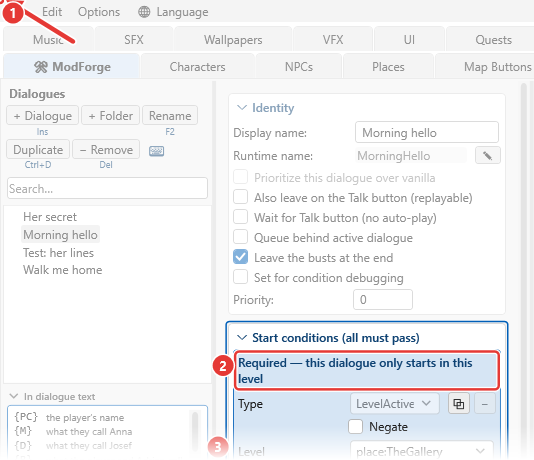 1
Edit Options Language
Music SFX Wallpapers VFX UI Quests
ModForge Characters NPCs Places Map Buttons
Dialogues
+ Dialogue + Folder Rename
Ins F2
Duplicate − Remove
Ctrl+D Del
Search...
Her secret
Morning hello
Test: her lines
Walk me home
In dialogue text
{PC} the player's name
{M} what they call Anna
{D} what they call Josef
Identity
Display name: Morning hello
Runtime name: MorningHello
Prioritize this dialogue over vanilla
Also leave on the Talk button (replayable)
Wait for Talk button (no auto-play)
Queue behind active dialogue
Leave the busts at the end
Set for condition debugging
Priority: 0
Start conditions (all must pass)
2
Required — this dialogue only starts in this
level
Type LevelActive −
Negate
3
Level place:TheGallery